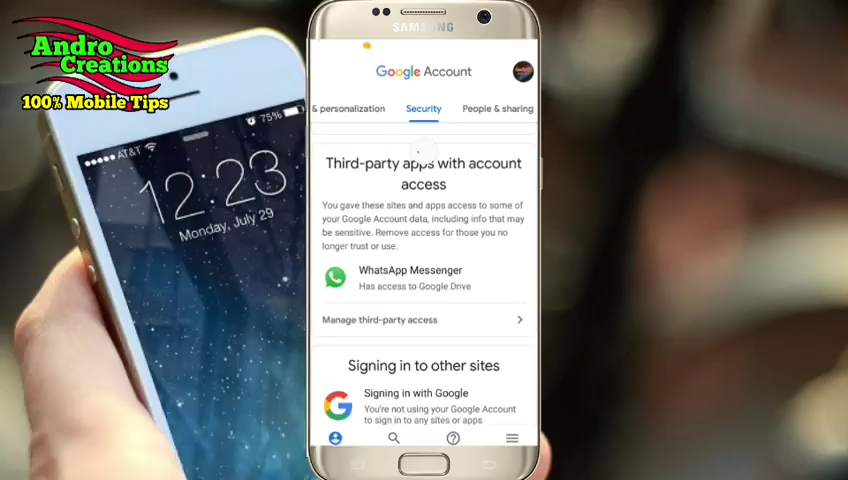 Andro
Creations
100% Mobile Tips
AT&T
75%
12:23
Monday, July 29
SAMSUNG
Google Account
& personalization
Security
People & sharing
Third-party apps with account
access
You gave these sites and apps access to some of
your Google Account data, including info that may
be sensitive. Remove access for those you no
longer trust or use.
WhatsApp Messenger
Has access to Google Drive
Manage third-party access
Signing in to other sites
Signing in with Google
You're not using your Google Account
to sign in to any sites or apps